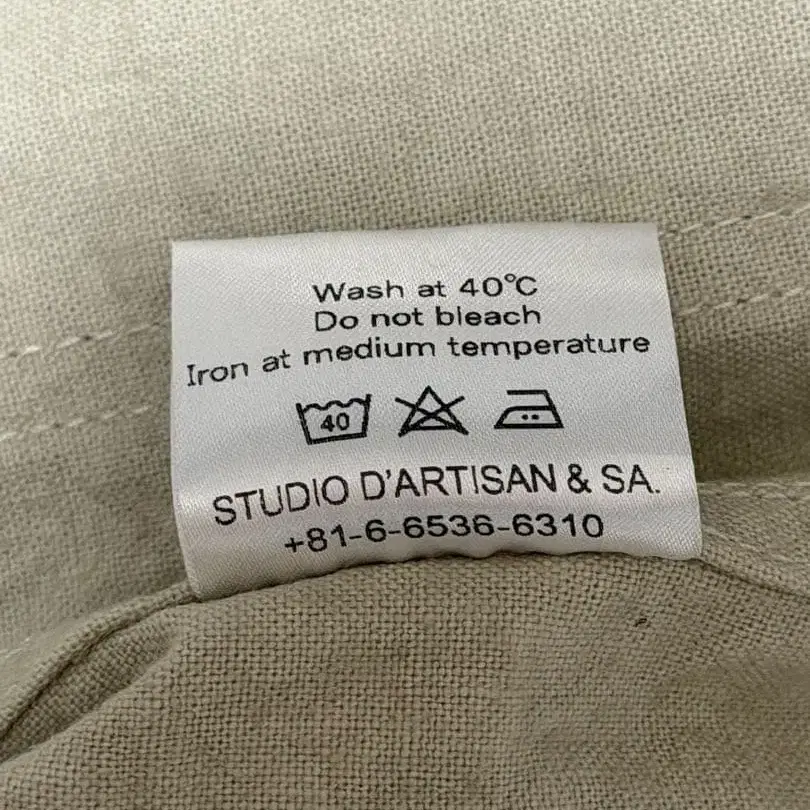 Wash at 40℃
Do not bleach
Iron at medium temperature
40
STUDIO D'ARTISAN & SA.
+81-6-6536-6310